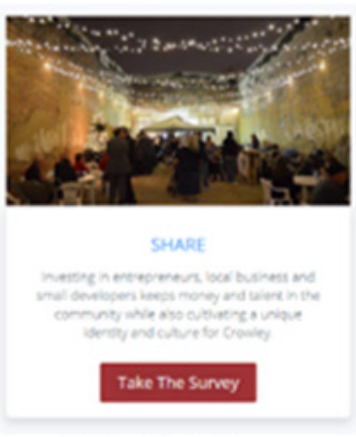 SHARE
Investing in entrepreneurs, local business and
small developers keeps money and talent in the
community while also cultivating a unique
identity and culture for Crowley.
Take The Survey